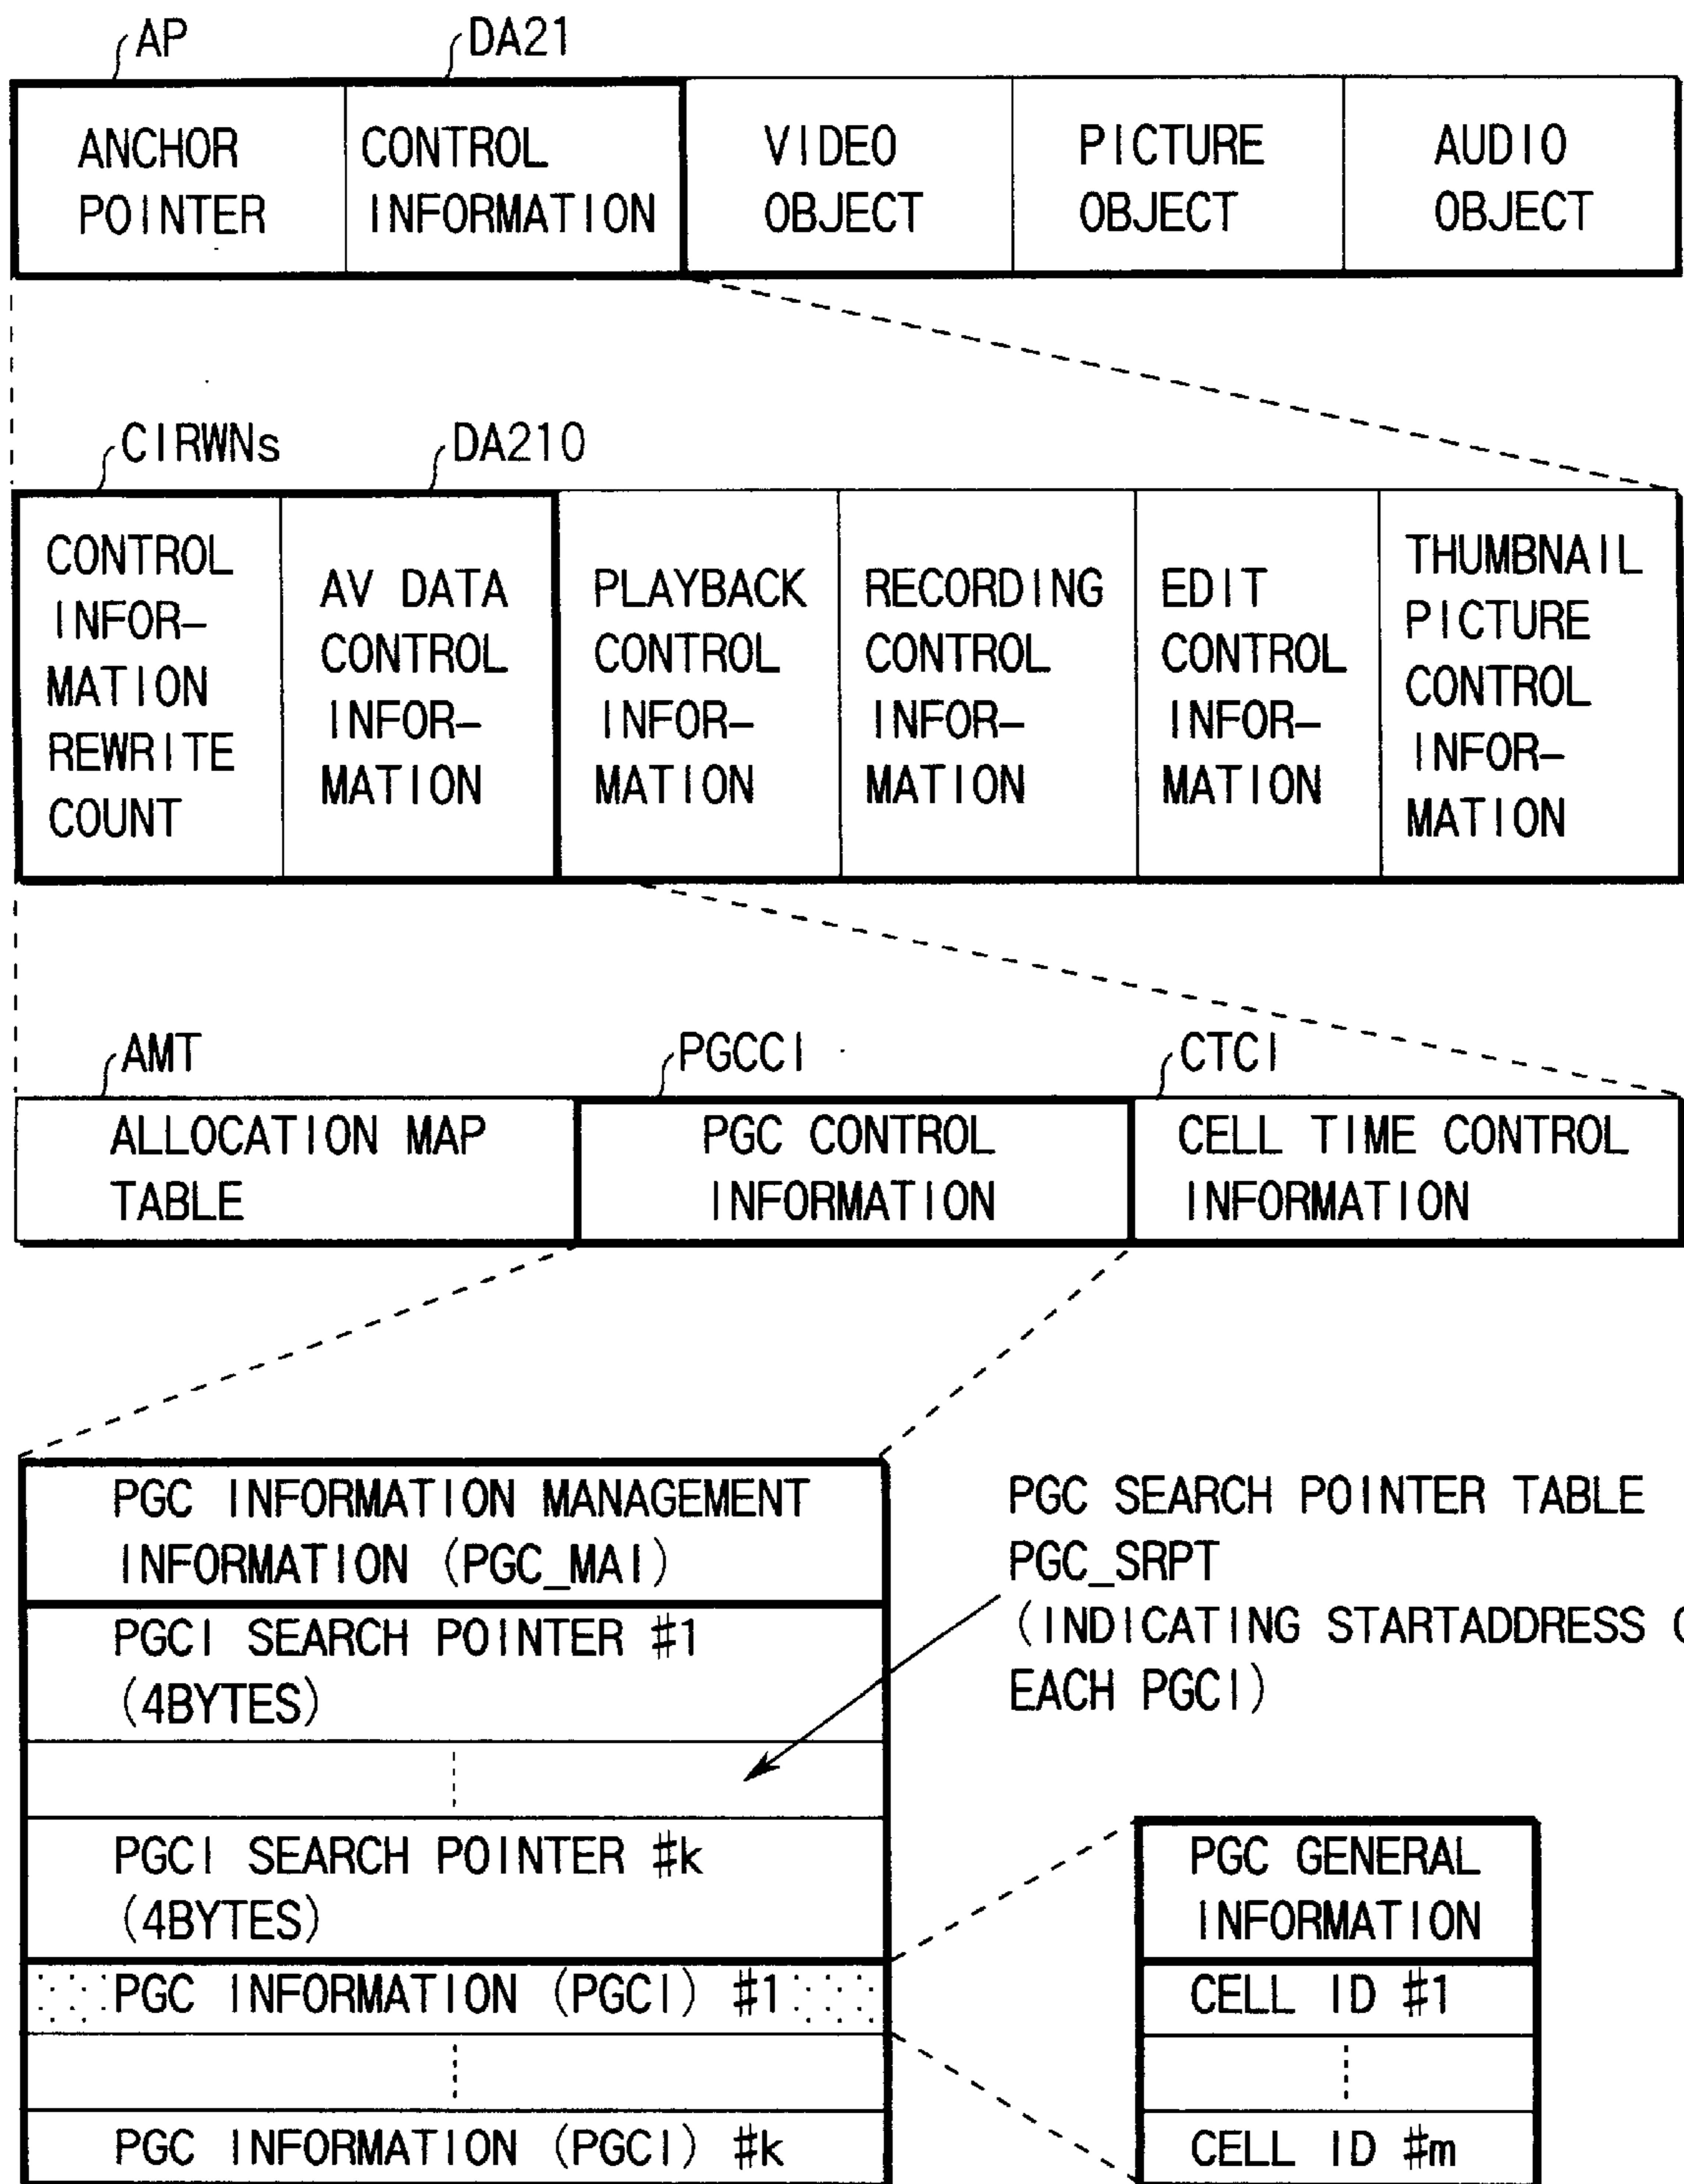 AP
DA21
ANCHOR
POINTER
CONTROL
INFORMATION
VIDEO
OBJECT
PICTURE
OBJECT
AUDIO
OBJECT
CIRWNs
DA210
CONTROL
INFOR-
MATION
REWRITE
COUNT
AV DATA
CONTROL
INFOR-
MATION
PLAYBACK
CONTROL
INFOR-
MATION
RECORDING
CONTROL
INFOR-
MATION
EDIT
CONTROL
INFOR-
MATION
THUMBNAIL
PICTURE
CONTROL
INFOR-
MATION
AMT
PGCCI
CTCI
ALLOCATION MAP
TABLE
PGC CONTROL
INFORMATION
CELL TIME CONTROL
INFORMATION
PGC INFORMATION MANAGEMENT
INFORMATION (PGC_MAI)
PGCI SEARCH POINTER #1
(4BYTES)
PGCI SEARCH POINTER #k
(4BYTES)
PGC INFORMATION (PGCI) #1
PGC INFORMATION (PGCI) #k
PGC SEARCH POINTER TABLE
PGC_SRPT
(INDICATING STARTADDRESS
EACH PGCI)
PGC GENERAL
INFORMATION
CELL ID #1
CELL ID #m